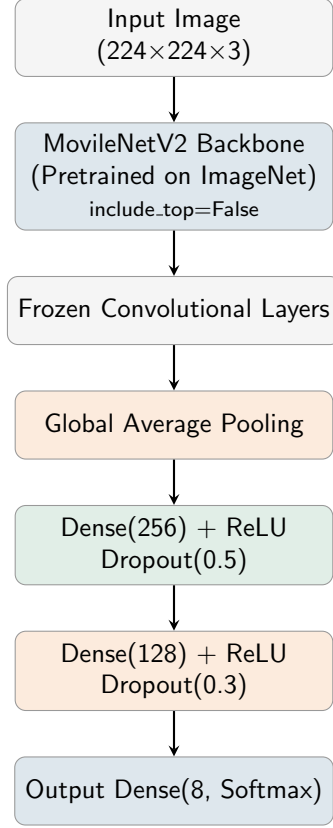 Input Image
(224×224×3)
MovileNetV2 Backbone
(Pretrained on ImageNet)
include_top=False
Frozen Convolutional Layers
Global Average Pooling
Dense(256) + ReLU
Dropout(0.5)
Dense(128) + ReLU
Dropout(0.3)
Output Dense(8, Softmax)